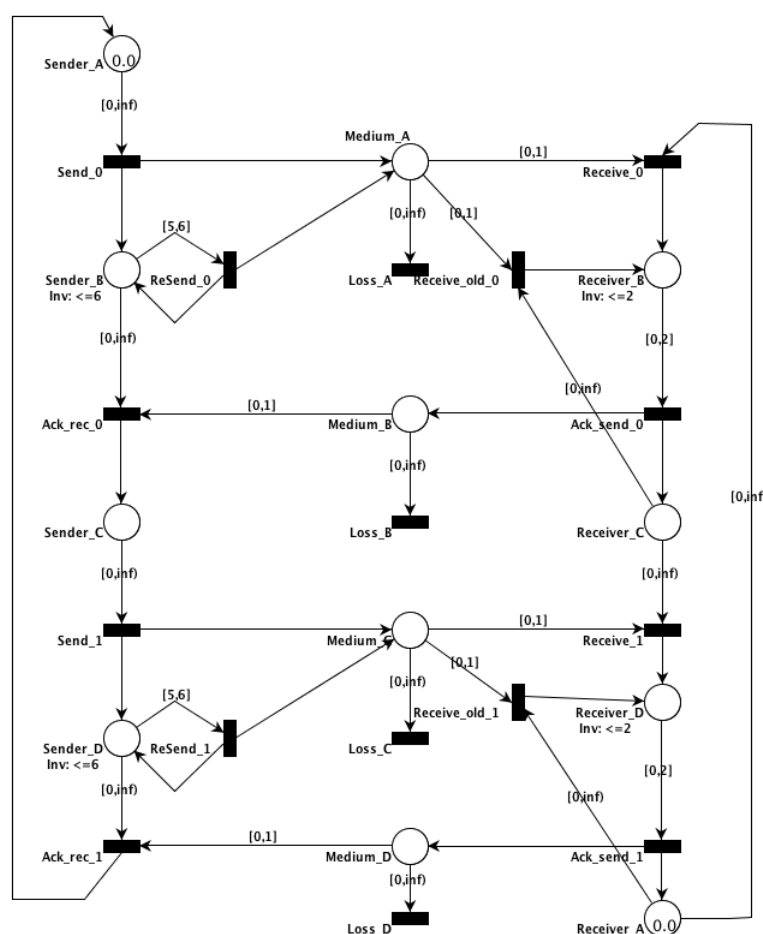 0.0
Sender_A
[0,inf)
Medium_A
[0,1]
Send_0
Receive_0
[5,6]
[0,inf)
[0,1]
Sender_B
Inv: <=6
ReSend_0
Loss_A
Receive_old_0
Receiver_B
Inv: <=2
[0,inf)
[0,2]
[0,inf)
[0,1]
Ack_rec_0
Medium_B
Ack_send_0
[0,inf)
[0,inf
Sender_C
Loss_B
Receiver_C
[0,inf)
[0,inf)
[0,1]
Send_1
Medium_C
Receive_1
[0,1]
[0,inf)
[5,6]
Receive_old_1
Receiver_D
Inv: <=2
Sender_D
Inv: <=6
ReSend_1
Loss_C
[0,2]
[0,inf)
[0,inf)
[0,1]
Ack_rec_1
Medium_D
Ack_send_1
[0,inf)
Loss_D
Receiver_A
0.0